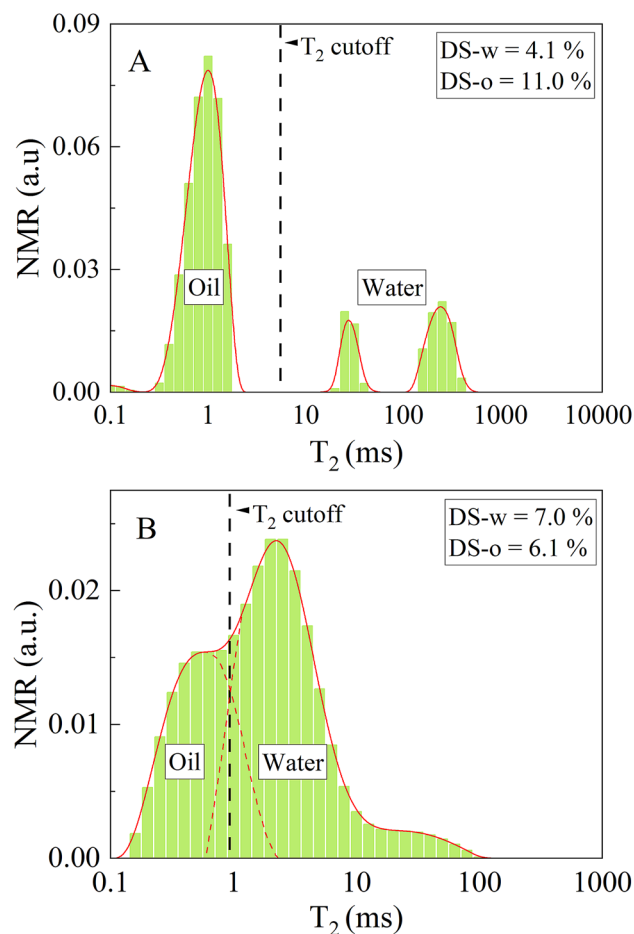 0.09
A
T₂ cutoff
DS-w = 4.1 %
DS-o = 11.0 %
0.06
NMR (a.u)
0.03
Oil
Water
0.00
0.1
1
10
100
1000
10000
T₂ (ms)
B
T₂ cutoff
DS-w = 7.0 %
DS-o = 6.1 %
0.02
NMR (a.u.)
0.01
Oil
Water
0.00
0.1
1
10
100
1000
T₂ (ms)